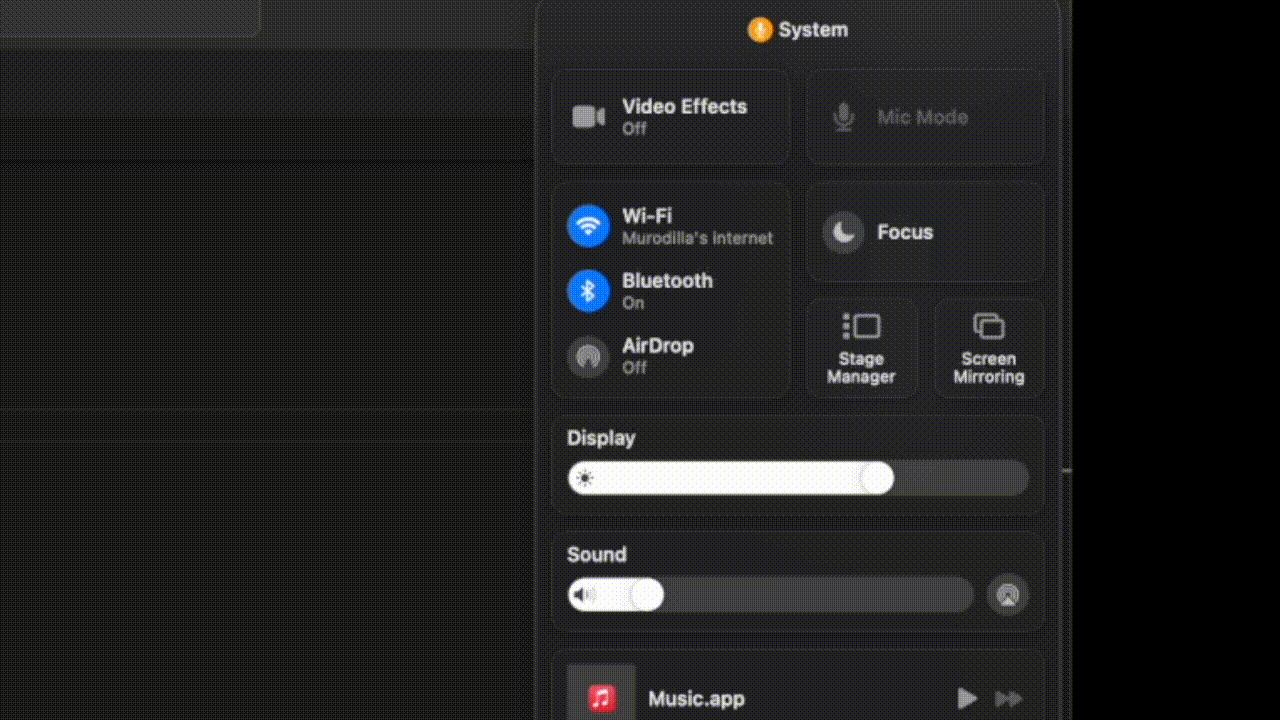 System
Video Effects
Off
Mic Mode
Wi-Fi
Murodilla's internet
Focus
Bluetooth
On
AirDrop
Off
Stage
Manager
Screen
Mirroring
Display
Sound
Music.app